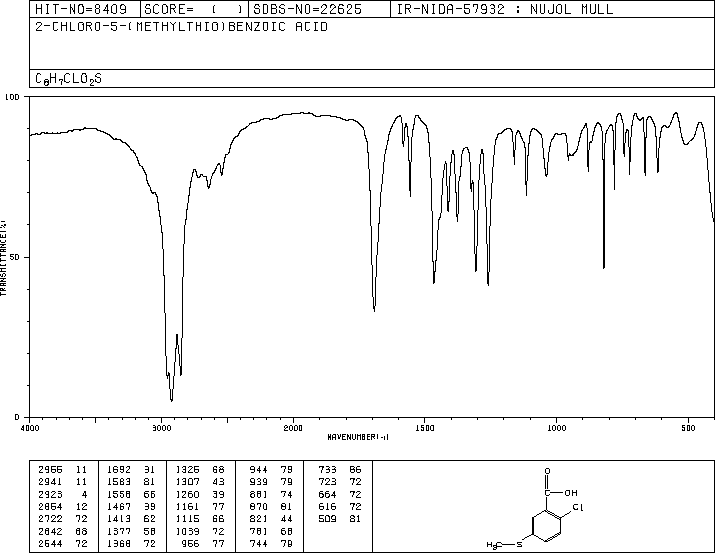 HIT-NO=8409 SCORE= ( ) SDBS-NO=22625 IR-NIDA-57932 : NUJOL MULL
2-CHLORO-5-(METHYLTHIO)BENZOIC ACID
C8H7CLO2S
100
50
0
TRANSMITTANCE(%)
4000 3000 2000 1500 1000 500
WAVENUMBER(-1)
2955 11 1692 31 1326 68 944 79 733 86
2941 11 1583 81 1307 43 939 79 723 72
2923 4 1558 66 1260 39 881 74 664 72
2854 12 1467 39 1161 77 870 81 616 72
2722 72 1413 62 1115 66 821 44 509 81
2642 68 1377 58 1039 72 781 68
2544 72 1368 72 956 77 744 79
O
C-OH
Cl
S
H3C